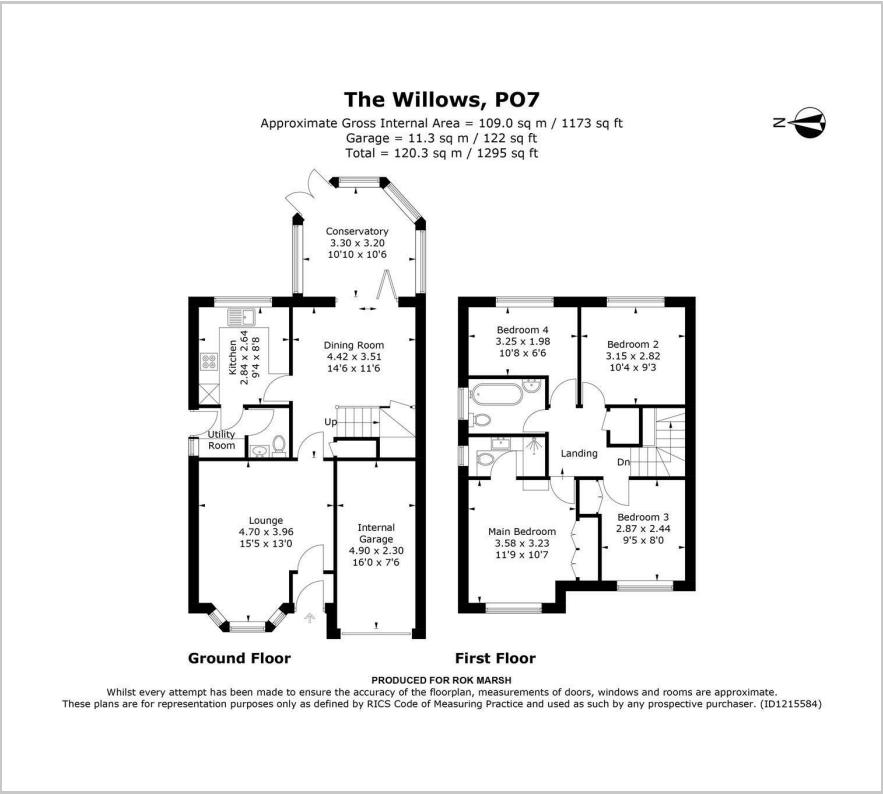 The Willows, PO7
Approximate Gross Internal Area = 109.0 sq m / 1173 sq ft
Garage = 11.3 sq m / 122 sq ft
Total = 120.3 sq m / 1295 sq ft
N
Conservatory
3.30 x 3.20
10'10 x 10'6
Kitchen
2.84 x 2.64
9'4 x 8'8
Dining Room
4.42 x 3.51
14'6 x 11'6
Up
Utility
Room
Lounge
4.70 x 3.96
15'5 x 13'0
Internal
Garage
4.90 x 2.30
16'0 x 7'6
Ground Floor
Bedroom 4
3.25 x 1.98
10'8 x 6'6
Bedroom 2
3.15 x 2.82
10'4 x 9'3
Landing
Dn
Main Bedroom
3.58 x 3.23
11'9 x 10'7
Bedroom 3
2.87 x 2.44
9'5 x 8'0
First Floor
PRODUCED FOR ROK MARSH
Whilst every attempt has been made to ensure the accuracy of the floorplan, measurements of doors, windows and rooms are approximate.
These plans are for representation purposes only as defined by RICS Code of Measuring Practice and used as such by any prospective purchaser. (ID1215584)